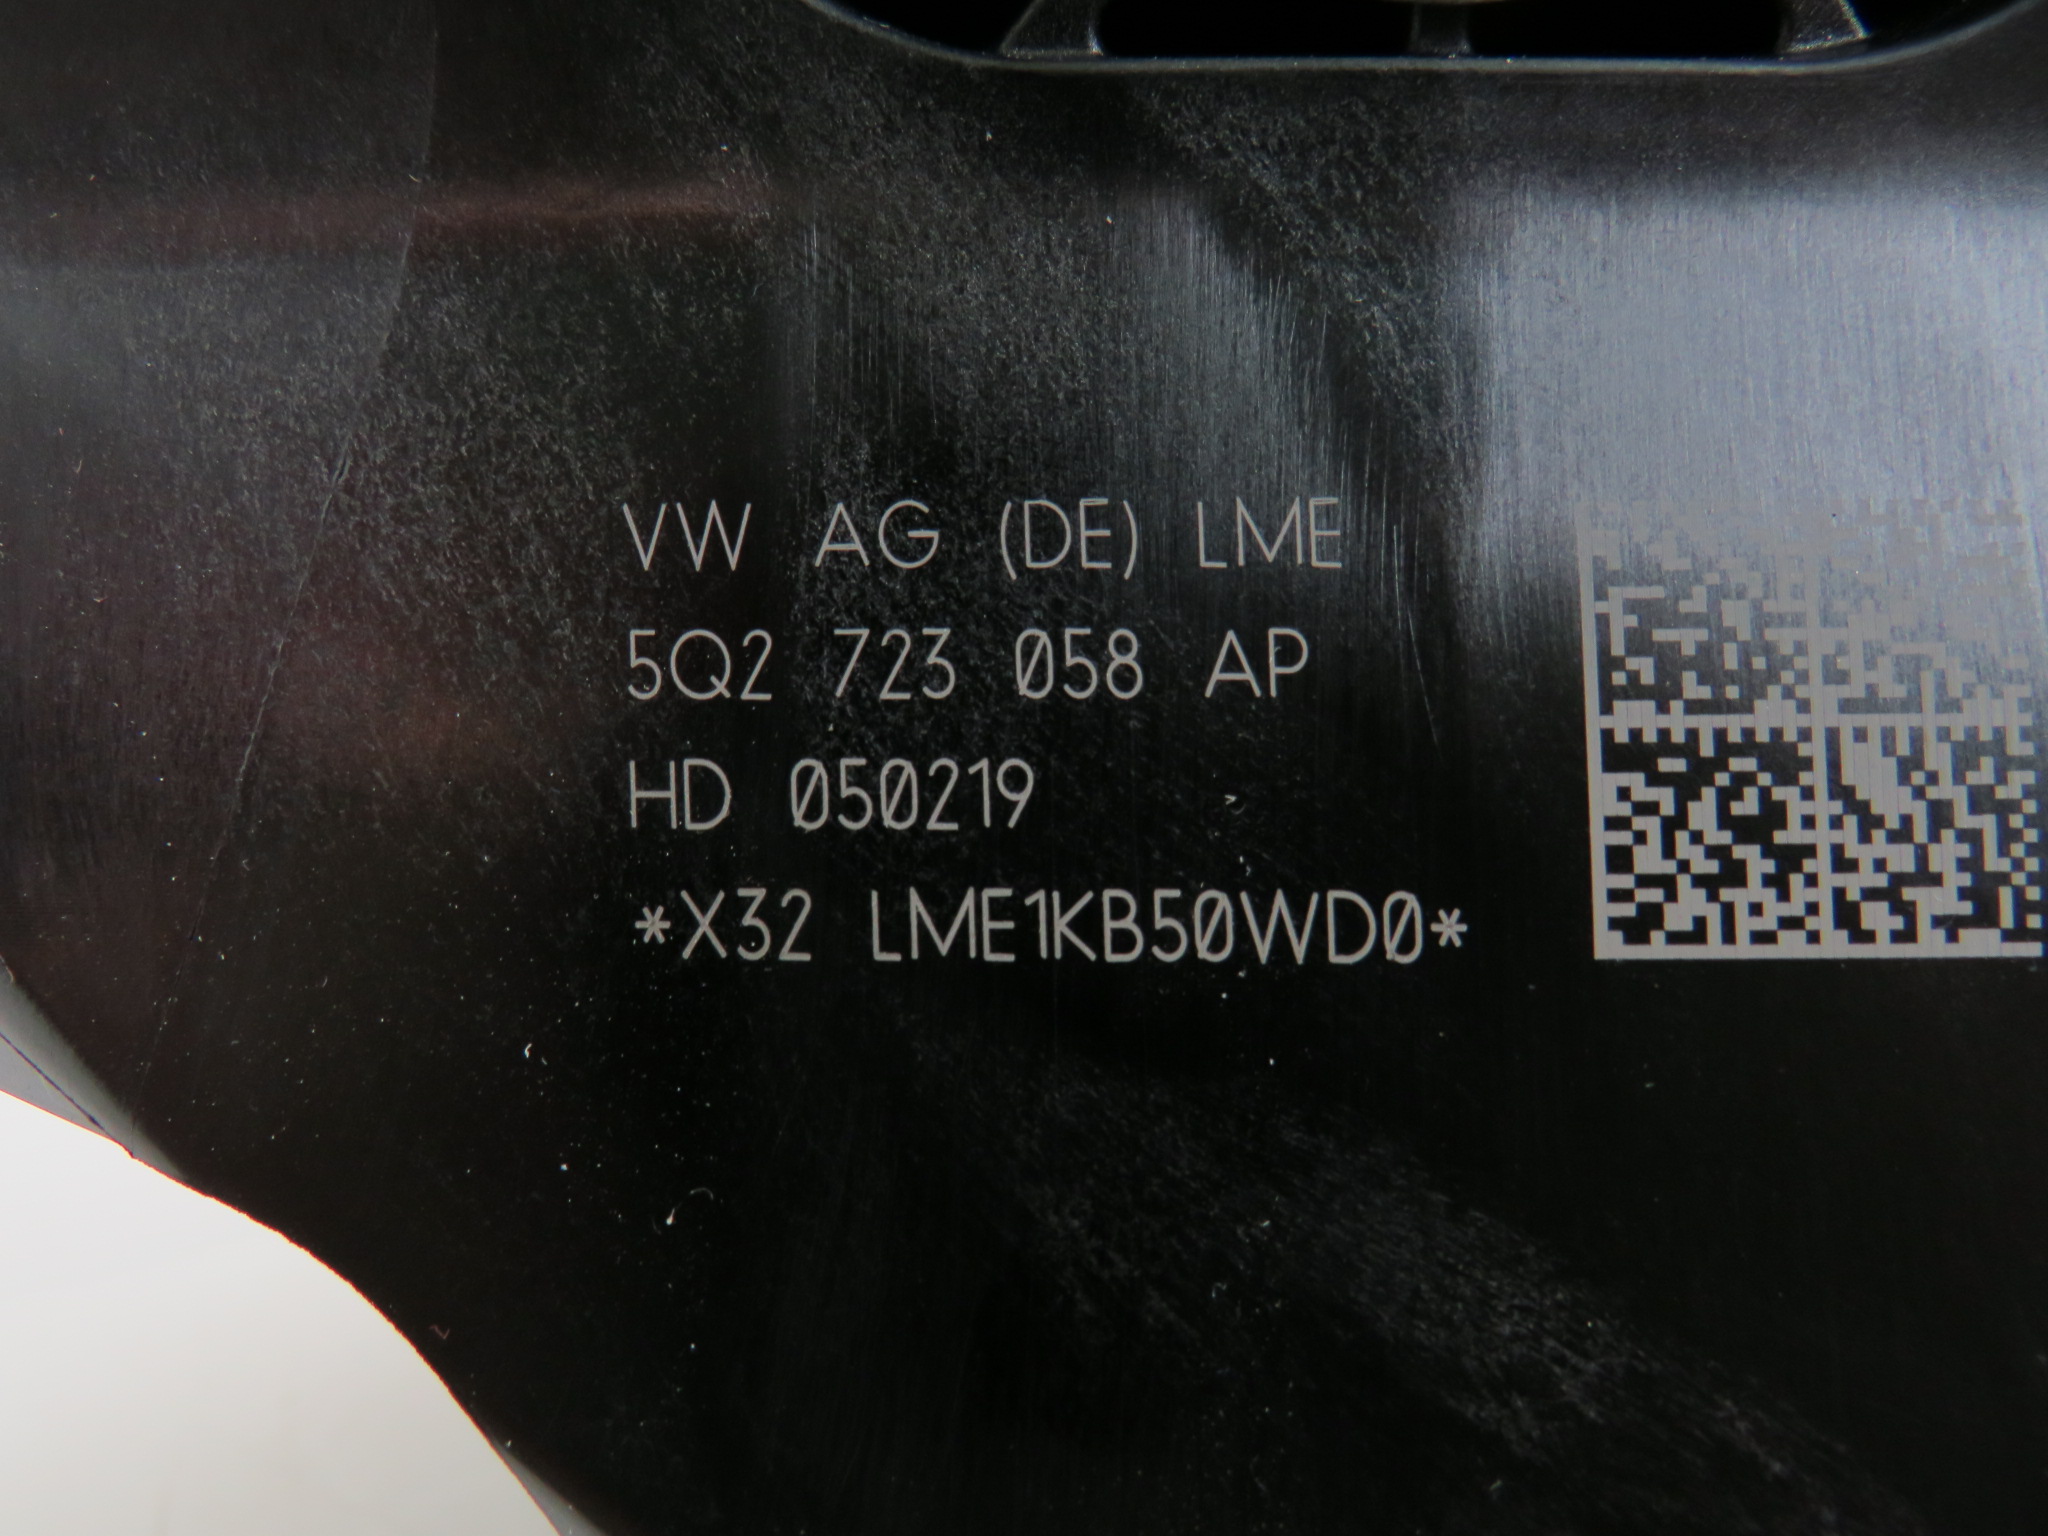 VW AG (DE) LME
5Q2 723 058 AP
HD 050219
*X32 LME1KB50WD0*